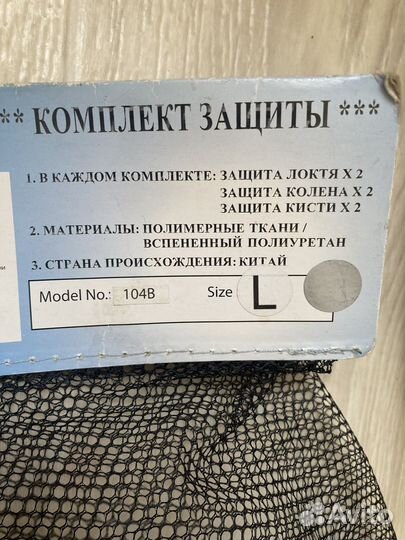 ** КОМПЛЕКТ ЗАЩИТЫ ***
1. В КАЖДОМ КОМПЛЕКТЕ: ЗАЩИТА ЛОКТЯ Х 2
ЗАЩИТА КОЛЕНА Х 2
ЗАЩИТА КИСТИ Х 2
2. МАТЕРИАЛЫ: ПОЛИМЕРНЫЕ ТКАНИ /
ВСПЕНЕННЫЙ ПОЛИУРЕТАН
3. СТРАНА ПРОИСХОЖДЕНИЯ: КИТАЙ
Model No.: 104B Size L
Avito